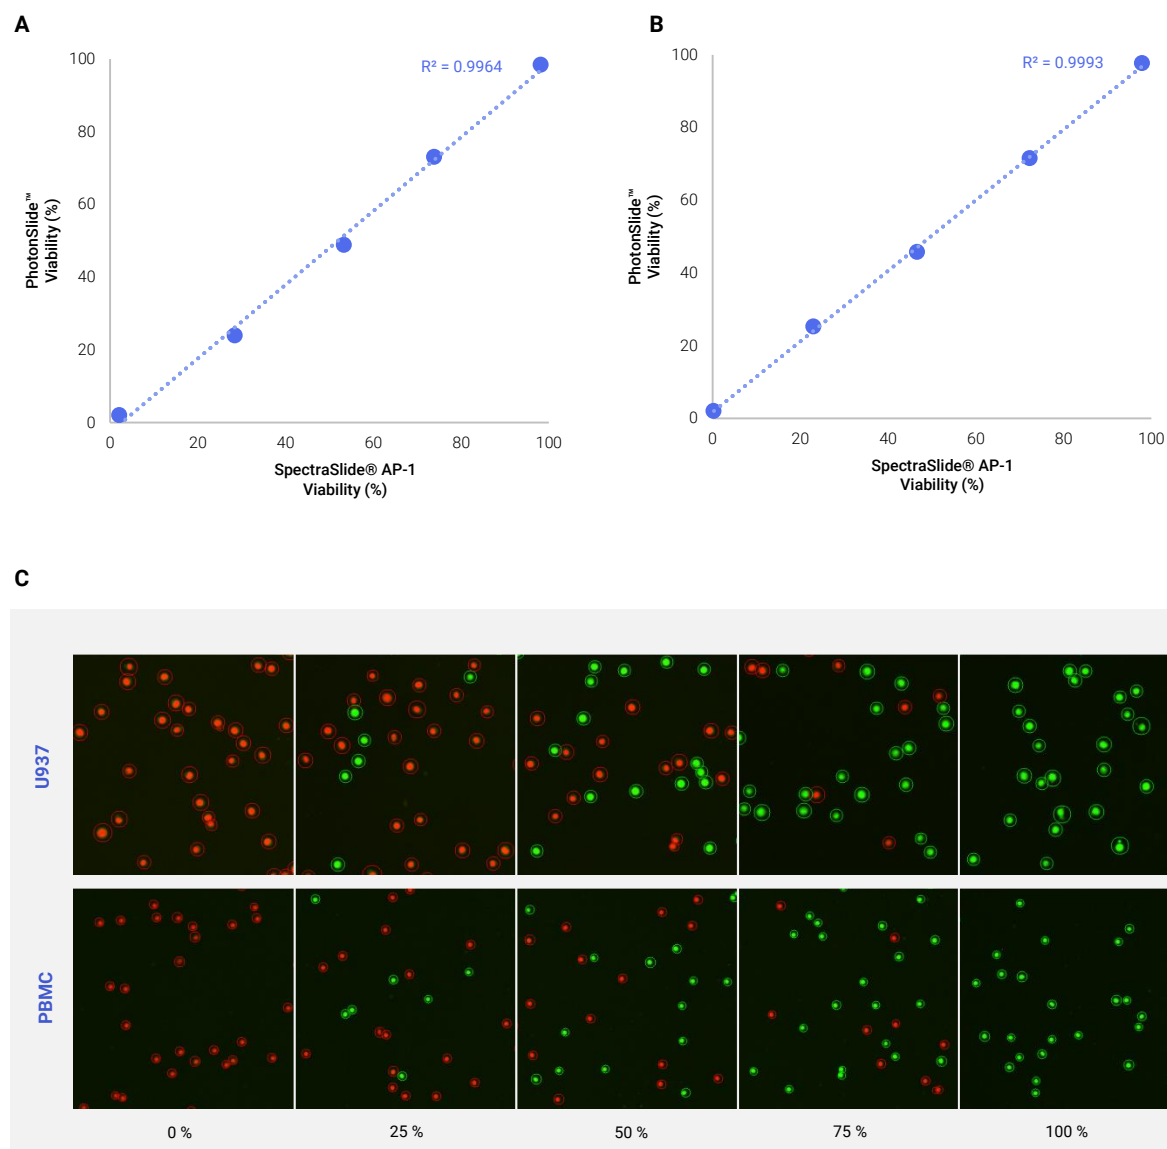 A
R² = 0.9964
100
80
60
40
20
0
PhotonSlide™
Viability (%)
0 20 40 60 80 100
SpectraSlide® AP-1
Viability (%)
B
R² = 0.9993
100
80
60
40
20
0
PhotonSlide™
Viability (%)
0 20 40 60 80 100
SpectraSlide® AP-1
Viability (%)
C
U937
PBMC
0 % 25 % 50 % 75 % 100 %